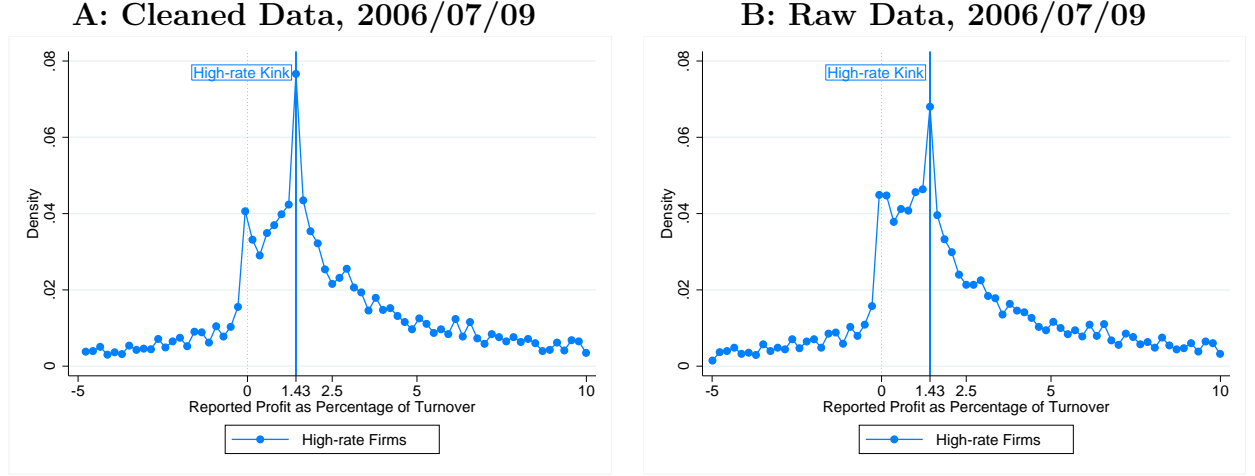 A: Cleaned Data, 2006/07/09
High-rate Kink
Density
0
.02
.04
.06
.08
-5
0
1.43
2.5
5
10
Reported Profit as Percentage of Turnover
High-rate Firms
B: Raw Data, 2006/07/09
High-rate Kink
Density
0
.02
.04
.06
.08
-5
0
1.43
2.5
5
10
Reported Profit as Percentage of Turnover
High-rate Firms